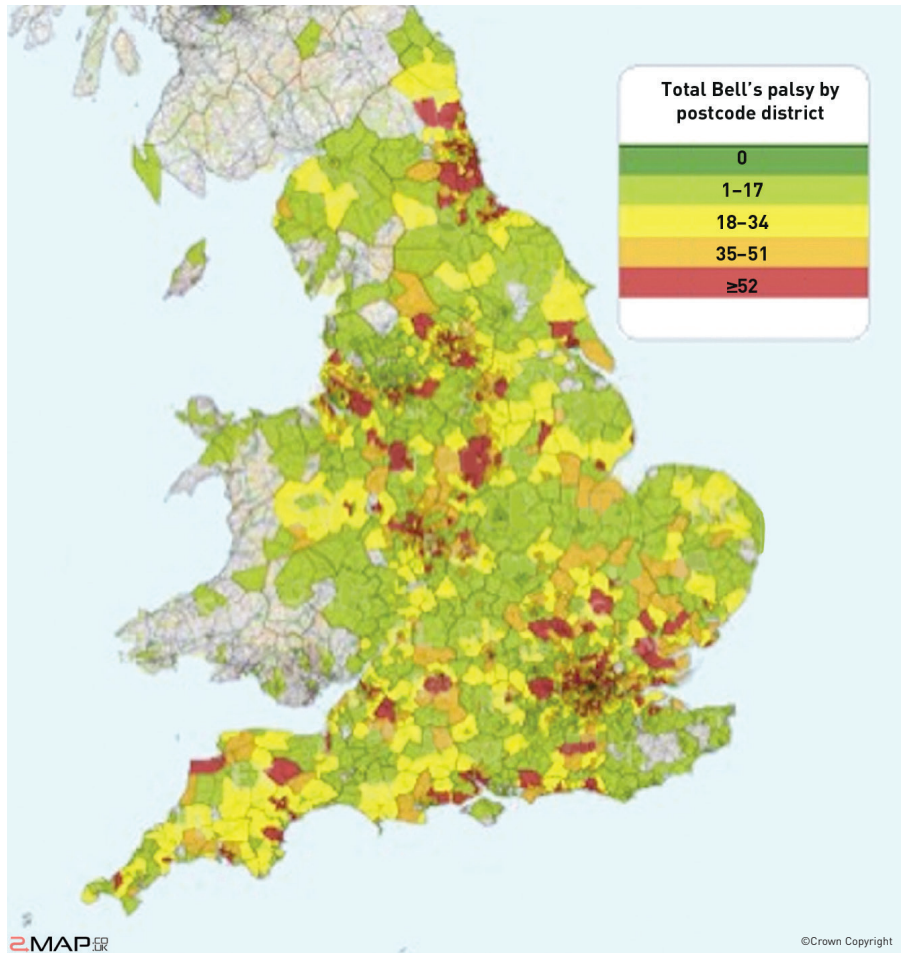 Total Bell's palsy by
postcode district
0
1–17
18–34
35–51
≥52
2MAP.CO
.UK
©Crown Copyright